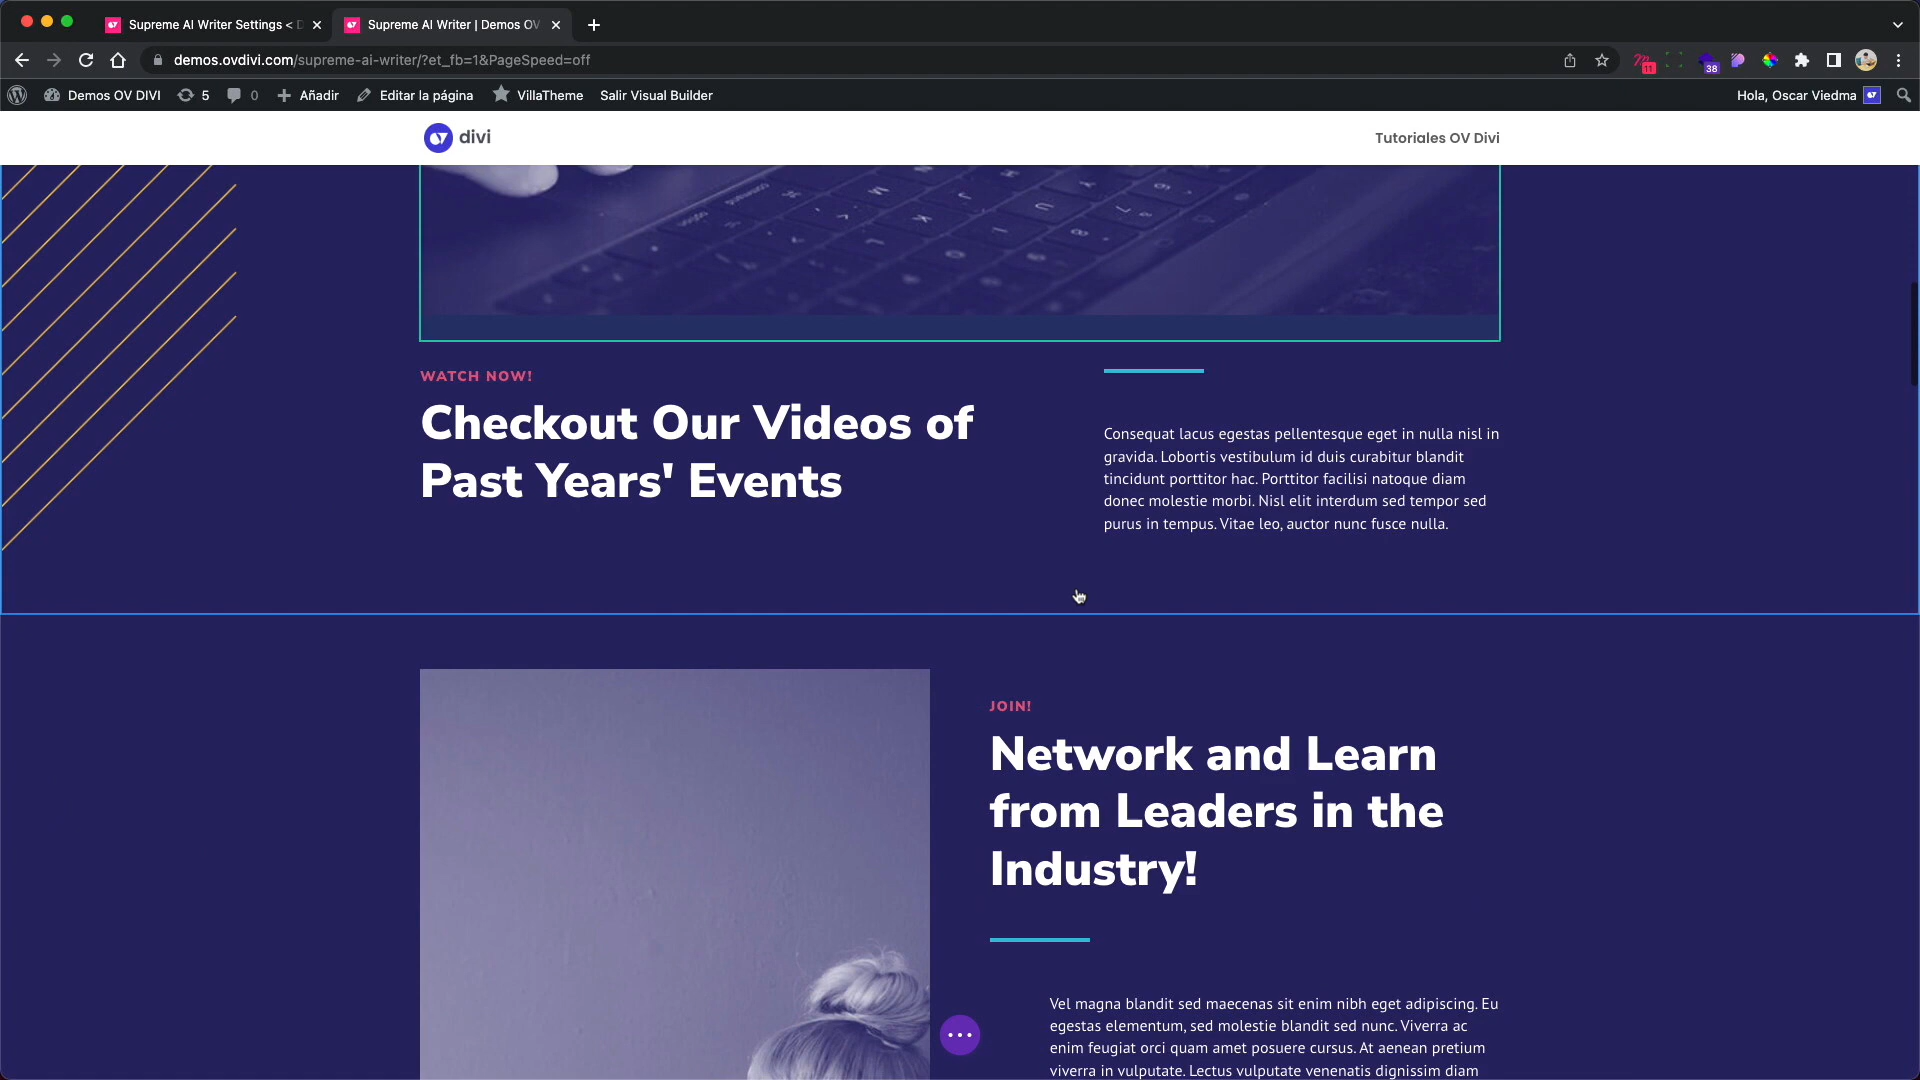 Supreme AI Writer Settings < D
Supreme AI Writer | Demos OV
demos.ovdivi.com/supreme-ai-writer/?et_fb=1&PageSpeed=off
11
38
Demos OV DIVI
5
0
Añadir
Editar la página
VillaTheme
Salir Visual Builder
Hola, Oscar Viedma
divi
Tutoriales OV Divi
command
option
WATCH NOW!
Checkout Our Videos of
Past Years' Events
Consequat lacus egestas pellentesque eget in nulla nisl in
gravida. Lobortis vestibulum id duis curabitur blandit
tincidunt porttitor hac. Porttitor facilisi natoque diam
donec molestie morbi. Nisl elit interdum sed tempor sed
purus in tempus. Vitae leo, auctor nunc fusce nulla.
JOIN!
Network and Learn
from Leaders in the
Industry!
Vel magna blandit sed maecenas sit enim nibh eget adipiscing. Eu
egestas elementum, sed molestie blandit sed nunc. Viverra ac
enim feugiat orci quam amet posuere cursus. At aenean pretium
viverra in vulputate. Lectus vulputate venenatis dignissim diam